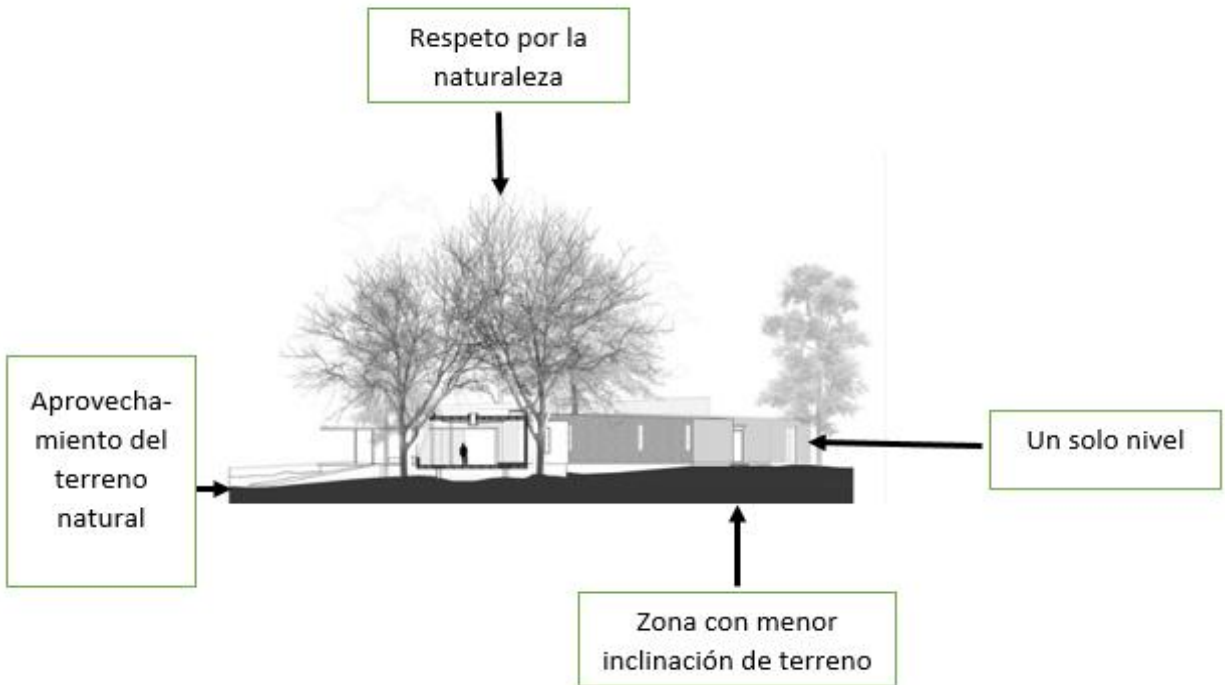 Respeto por la
naturaleza
Aprovecha-
miento del
terreno
natural
Un solo nivel
Zona con menor
inclinación de terreno